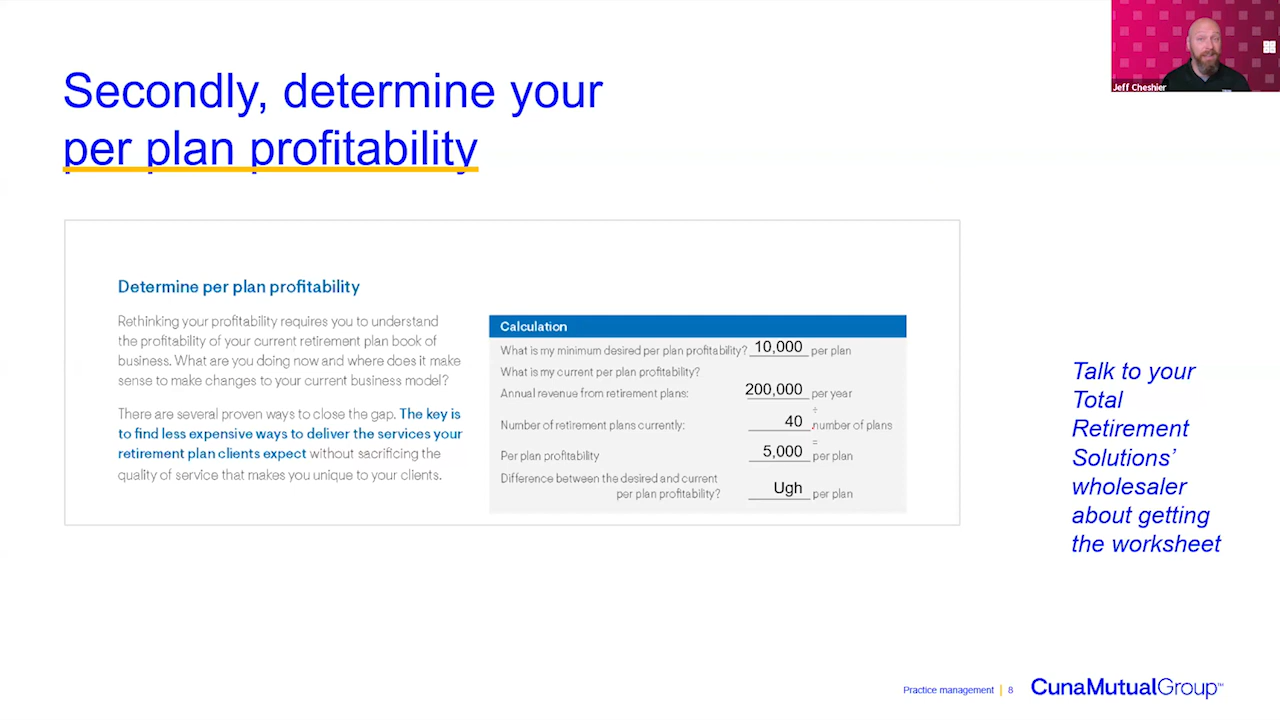 Jeff Cheshier
Secondly, determine your
per plan profitability
Determine per plan profitability
Rethinking your profitability requires you to understand
the profitability of your current retirement plan book of
business. What are you doing now and where does it make
sense to make changes to your current business model?
There are several proven ways to close the gap. The key is
to find less expensive ways to deliver the services your
retirement plan clients expect without sacrificing the
quality of service that makes you unique to your clients.
Calculation
What is my minimum desired per plan profitability? 10,000 per plan
What is my current per plan profitability?
Annual revenue from retirement plans: 200,000 per year
÷
Number of retirement plans currently: 40 number of plans
=
Per plan profitability 5,000 per plan
Difference between the desired and current
per plan profitability? Ugh per plan
Talk to your
Total
Retirement
Solutions’
wholesaler
about getting
the worksheet
Practice management | 8 CunaMutualGroup™